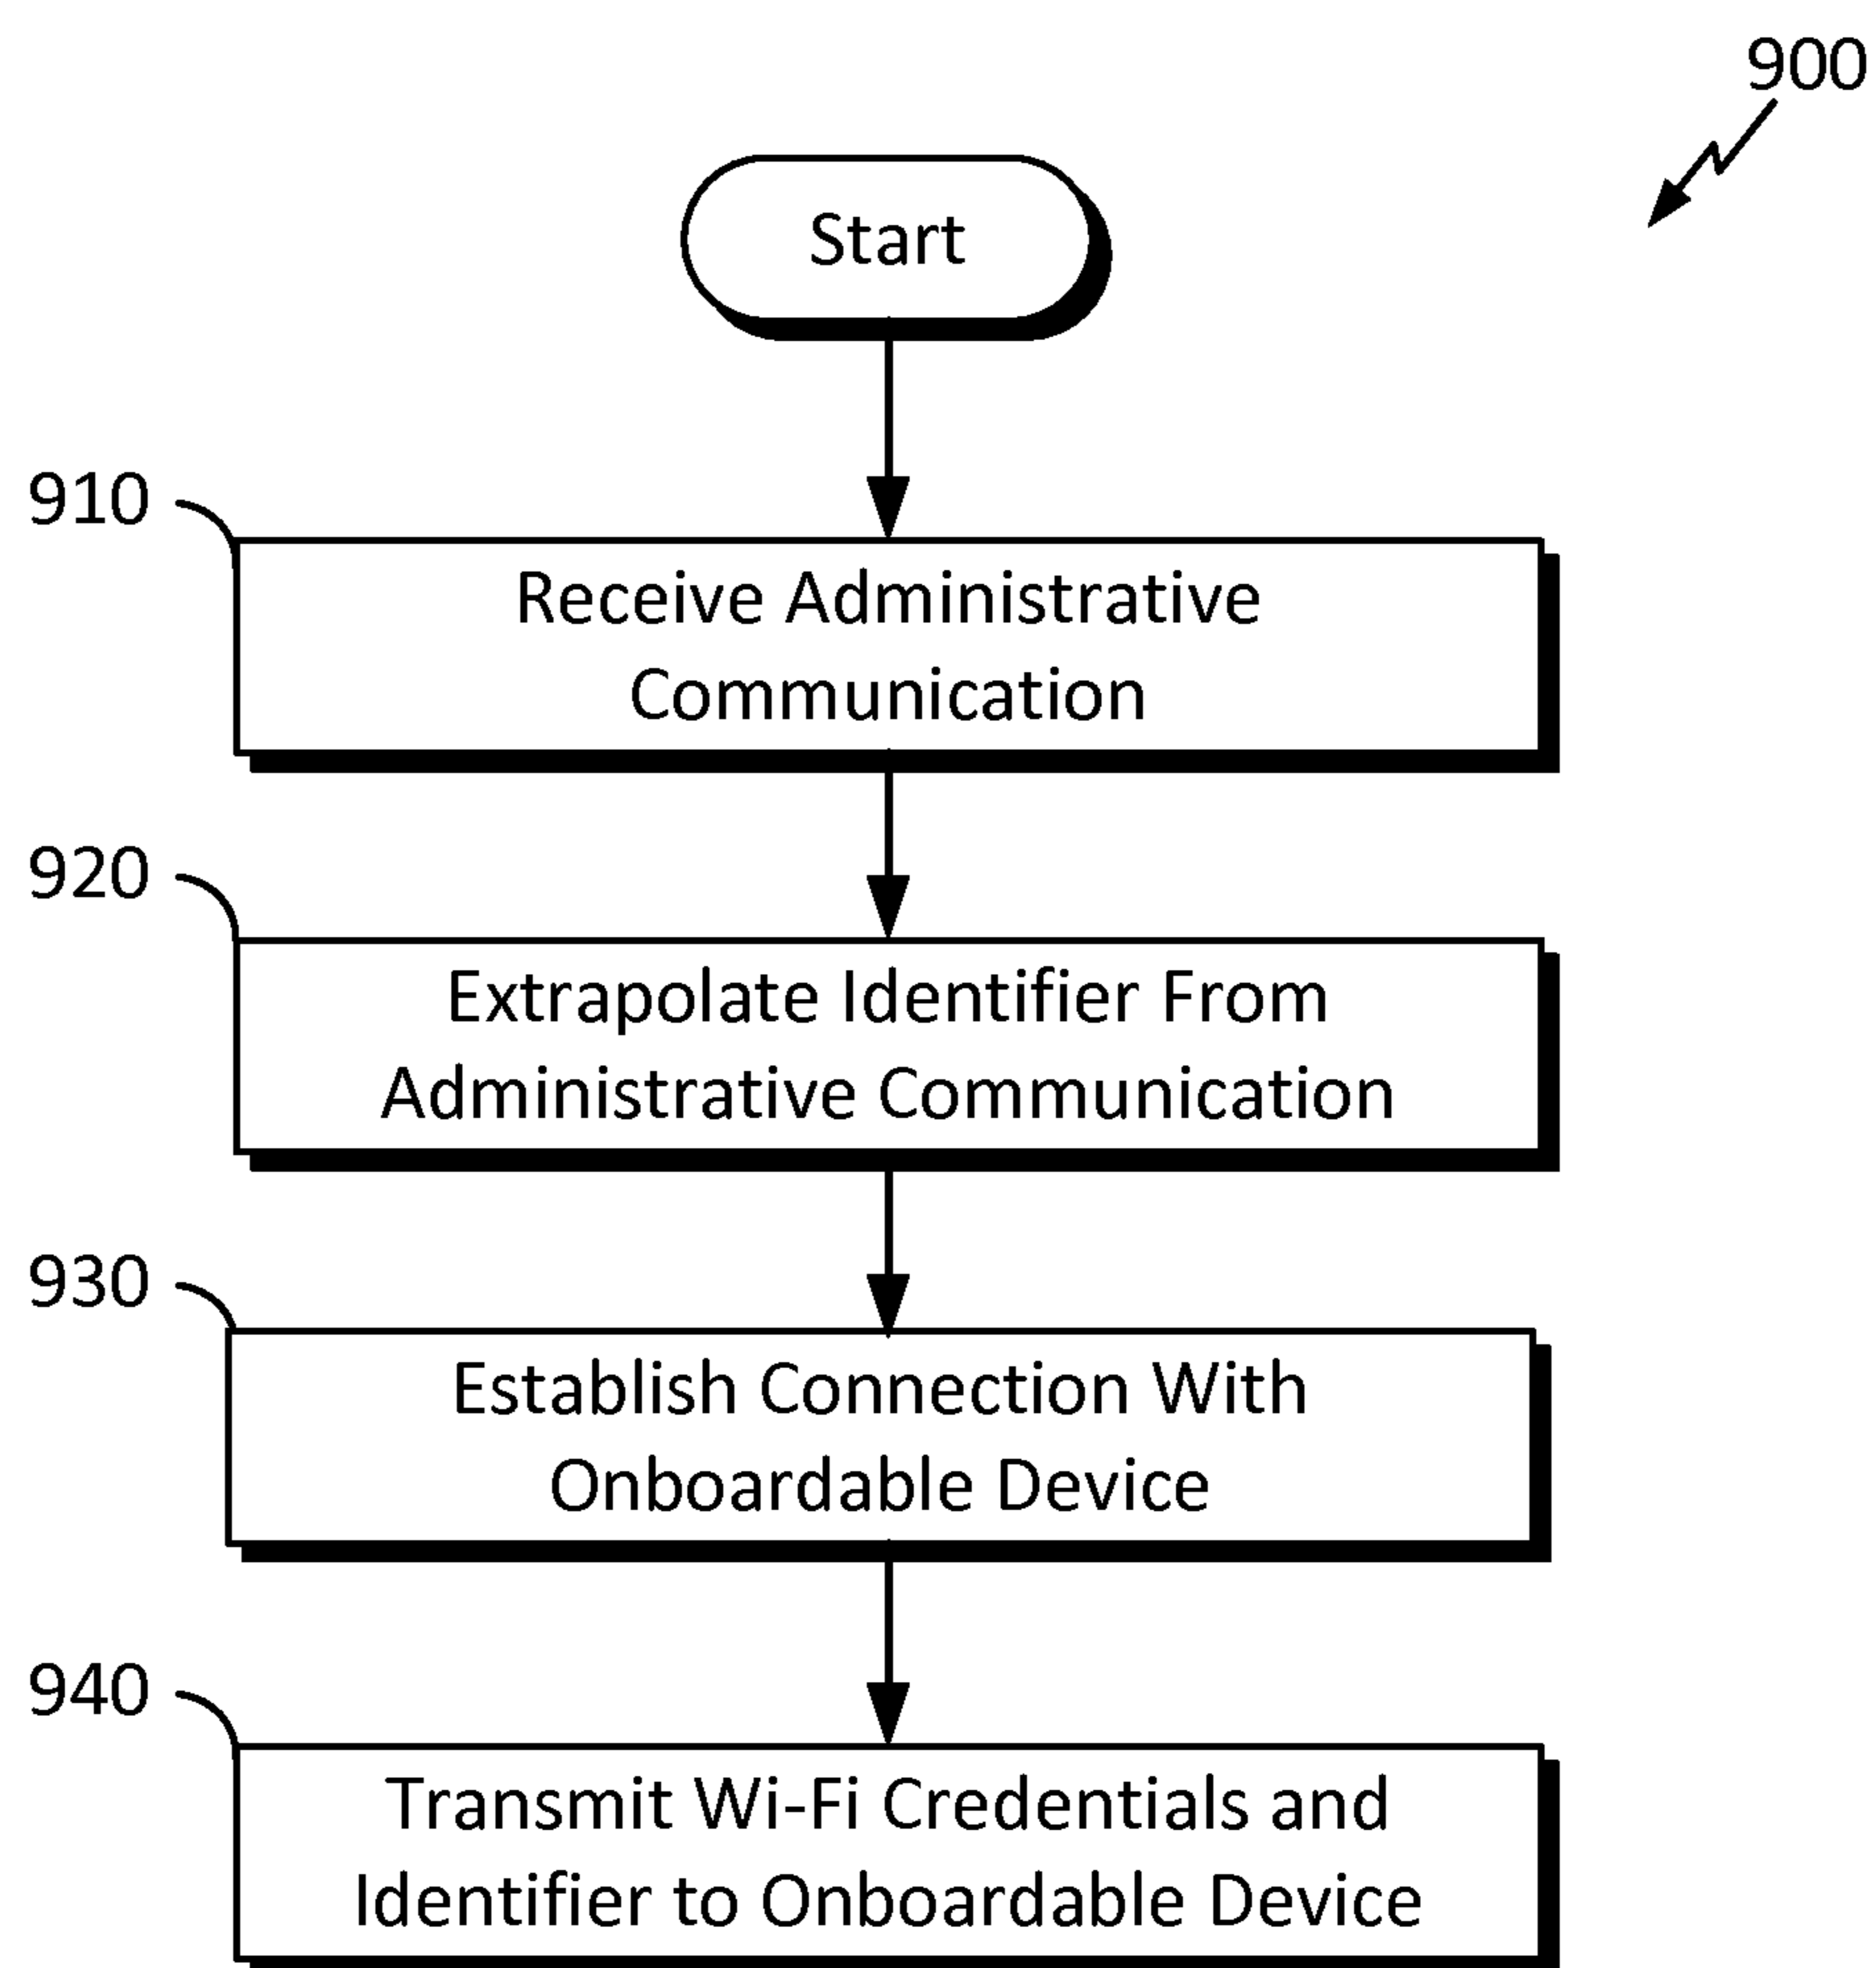 900
Start
910
Receive Administrative
Communication
920
Extrapolate Identifier From
Administrative Communication
930
Establish Connection With
Onboardable Device
940
Transmit Wi-Fi Credentials and
Identifier to Onboardable Device